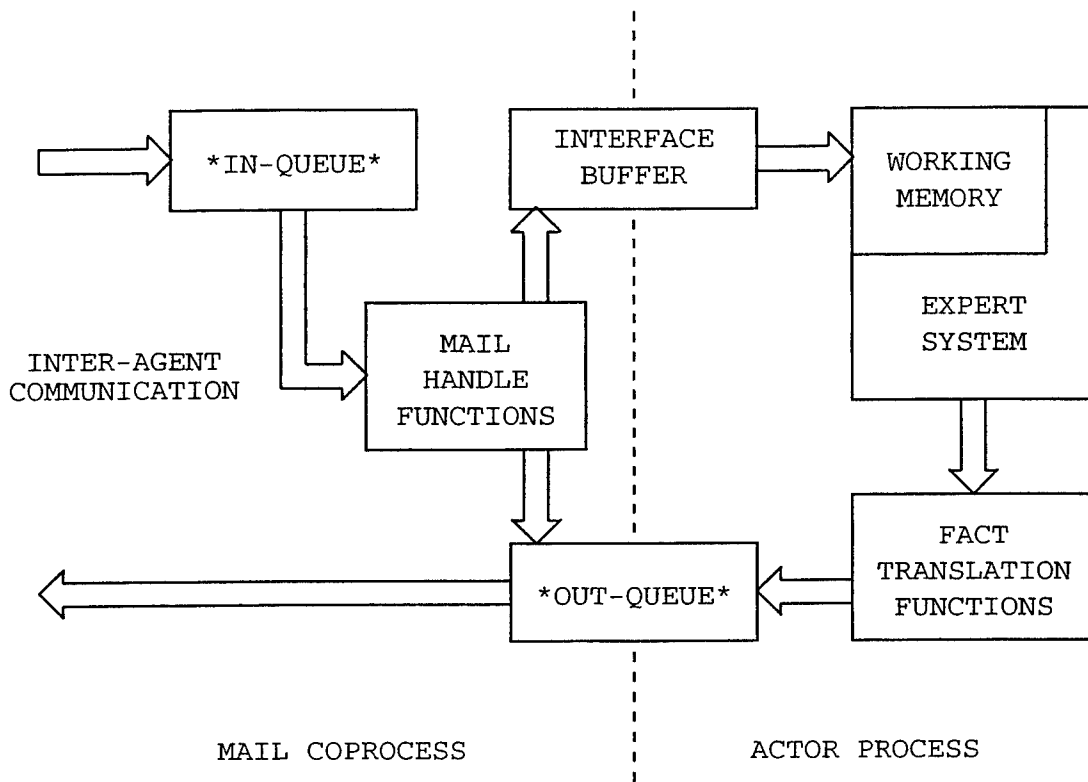 *IN-QUEUE*
INTERFACE
BUFFER
WORKING
MEMORY
EXPERT
SYSTEM
INTER-AGENT
COMMUNICATION
MAIL
HANDLE
FUNCTIONS
*OUT-QUEUE*
FACT
TRANSLATION
FUNCTIONS
MAIL COPROCESS
ACTOR PROCESS